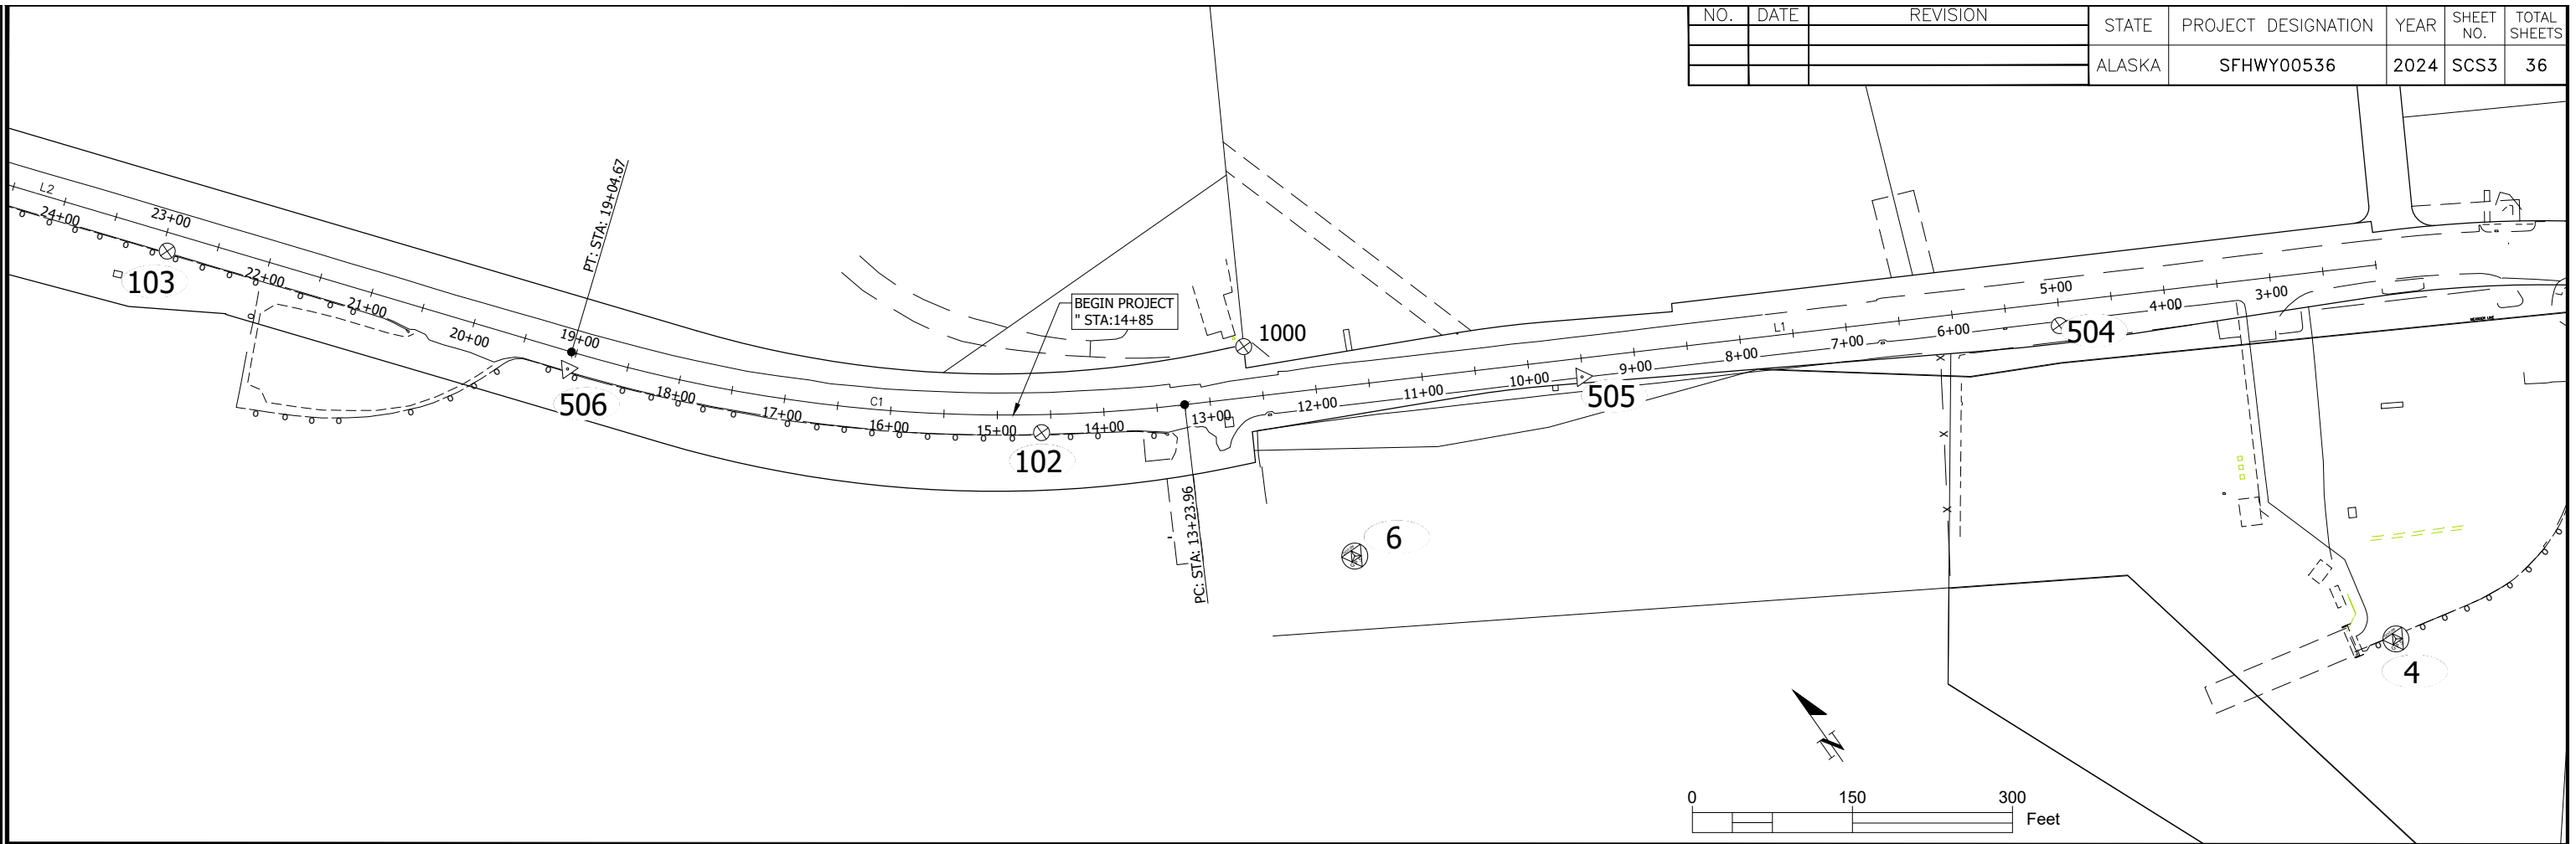 NO. DATE REVISION
STATE PROJECT DESIGNATION YEAR SHEET NO. TOTAL SHEETS
ALASKA SFHWY00536 2024 SCS3 36
L2
24+00
23+00
103
22+00
21+00
20+00
PT: STA: 19+04.67
19+00
506
18+00
17+00
C1
16+00
15+00
BEGIN PROJECT
" STA:14+85
102
14+00
1000
13+00
PC: STA: 13+23.96
12+00
11+00
10+00
505
9+00
8+00
L1
7+00
6+00
5+00
504
4+00
3+00
X
X
X
6
4
N
0 150 300
Feet